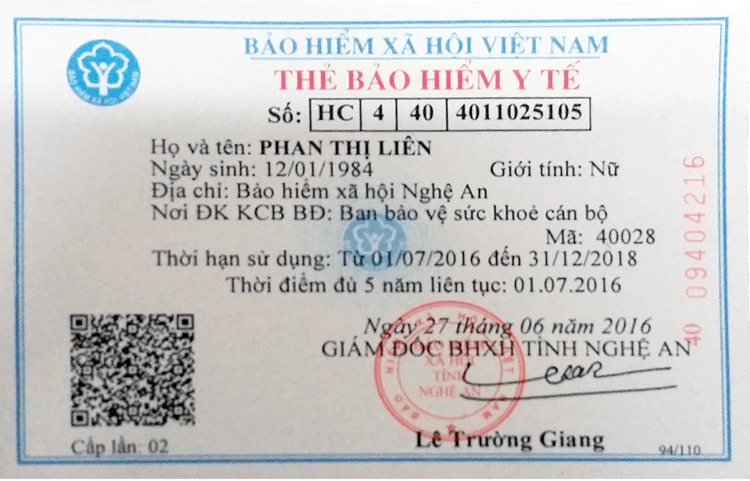 BẢO HIỂM XÃ HỘI VIỆT NAM
THẺ BẢO HIỂM Y TẾ
Số: HC 4 40 4011025105
Họ và tên: PHAN THỊ LIÊN
Ngày sinh: 12/01/1984 Giới tính: Nữ
Địa chỉ: Bảo hiểm xã hội Nghệ An
Nơi ĐK KCB BĐ: Ban bảo vệ sức khoẻ cán bộ
Mã: 40028
Thời hạn sử dụng: Từ 01/07/2016 đến 31/12/2018
Thời điểm đủ 5 năm liên tục: 01.07.2016
Ngày 27 tháng 06 năm 2016
GIÁM ĐỐC BHXH TỈNH NGHỆ AN
BẢO HIỂM
XÃ HỘI
TỈNH
NGHỆ AN
Lê Trường Giang
Cấp lần: 02
94/110
40 09404216
BẢO HIỂM XÃ HỘI VIỆT NAM